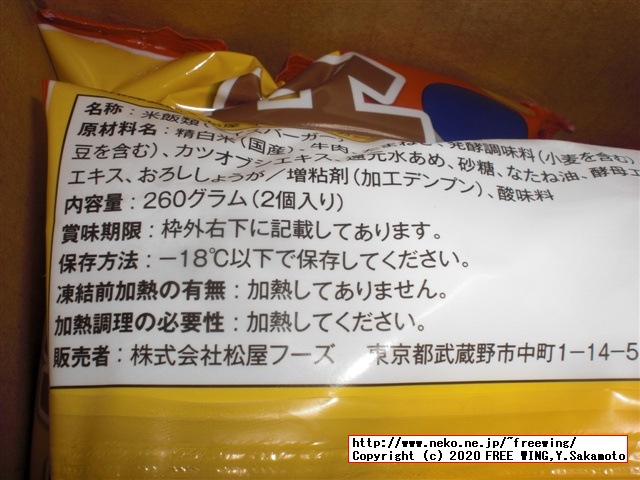 名称：米飯類
原材料名：精白米(国産)、牛肉、たまねぎ、発酵調味料(小麦を含む)
豆を含む)、カツオブシエキス、還元水あめ、砂糖、なたね油、酵母エ
エキス、おろししょうが／増粘剤(加工デンプン)、酸味料
内容量：260グラム(2個入り)
賞味期限：枠外右下に記載してあります。
保存方法：－18℃以下で保存してください。
凍結前加熱の有無：加熱してありません。
加熱調理の必要性：加熱してください。
販売者：株式会社松屋フーズ 東京都武蔵野市中町1-14-5
http://www.neko.ne.jp/~freewing/
Copyright (c) 2020 FREE WING,Y.Sakamoto